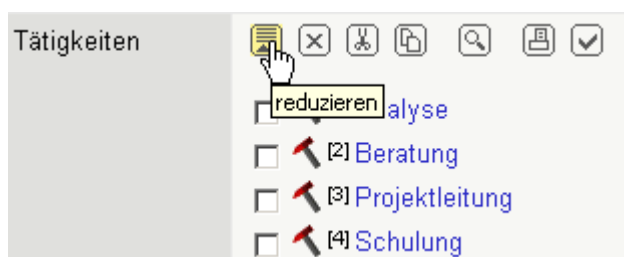 Tätigkeiten
reduzieren
alyse
[2] Beratung
[3] Projektleitung
[4] Schulung